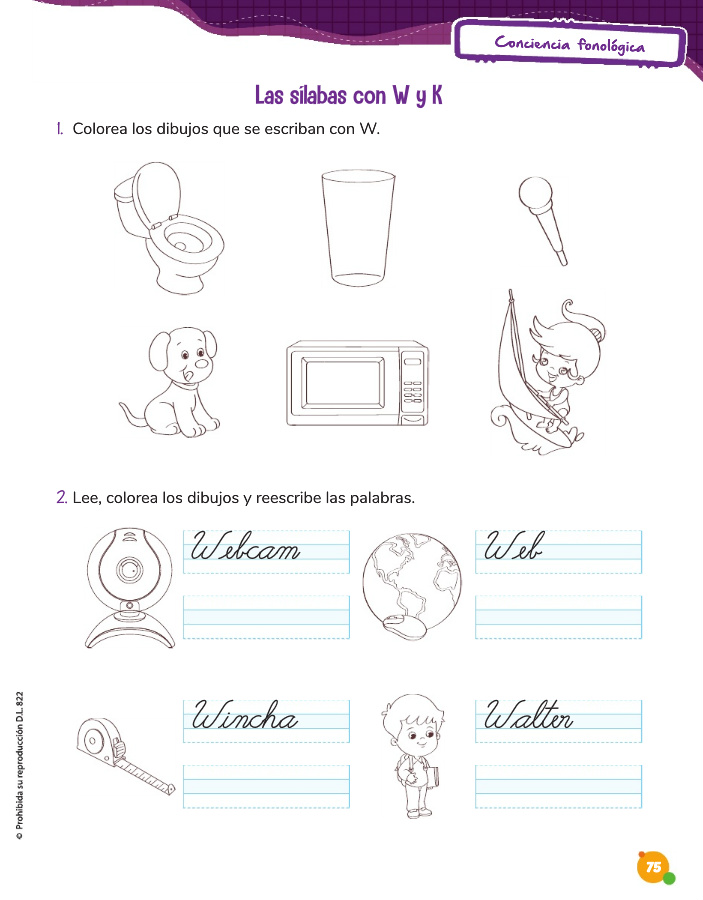 Conciencia fonológica
Las sílabas con W y K
1. Colorea los dibujos que se escriban con W.
2. Lee, colorea los dibujos y reescribe las palabras.
Webcam
Web
Wincha
Walter
© Prohibida su reproducción D.L. 822
75